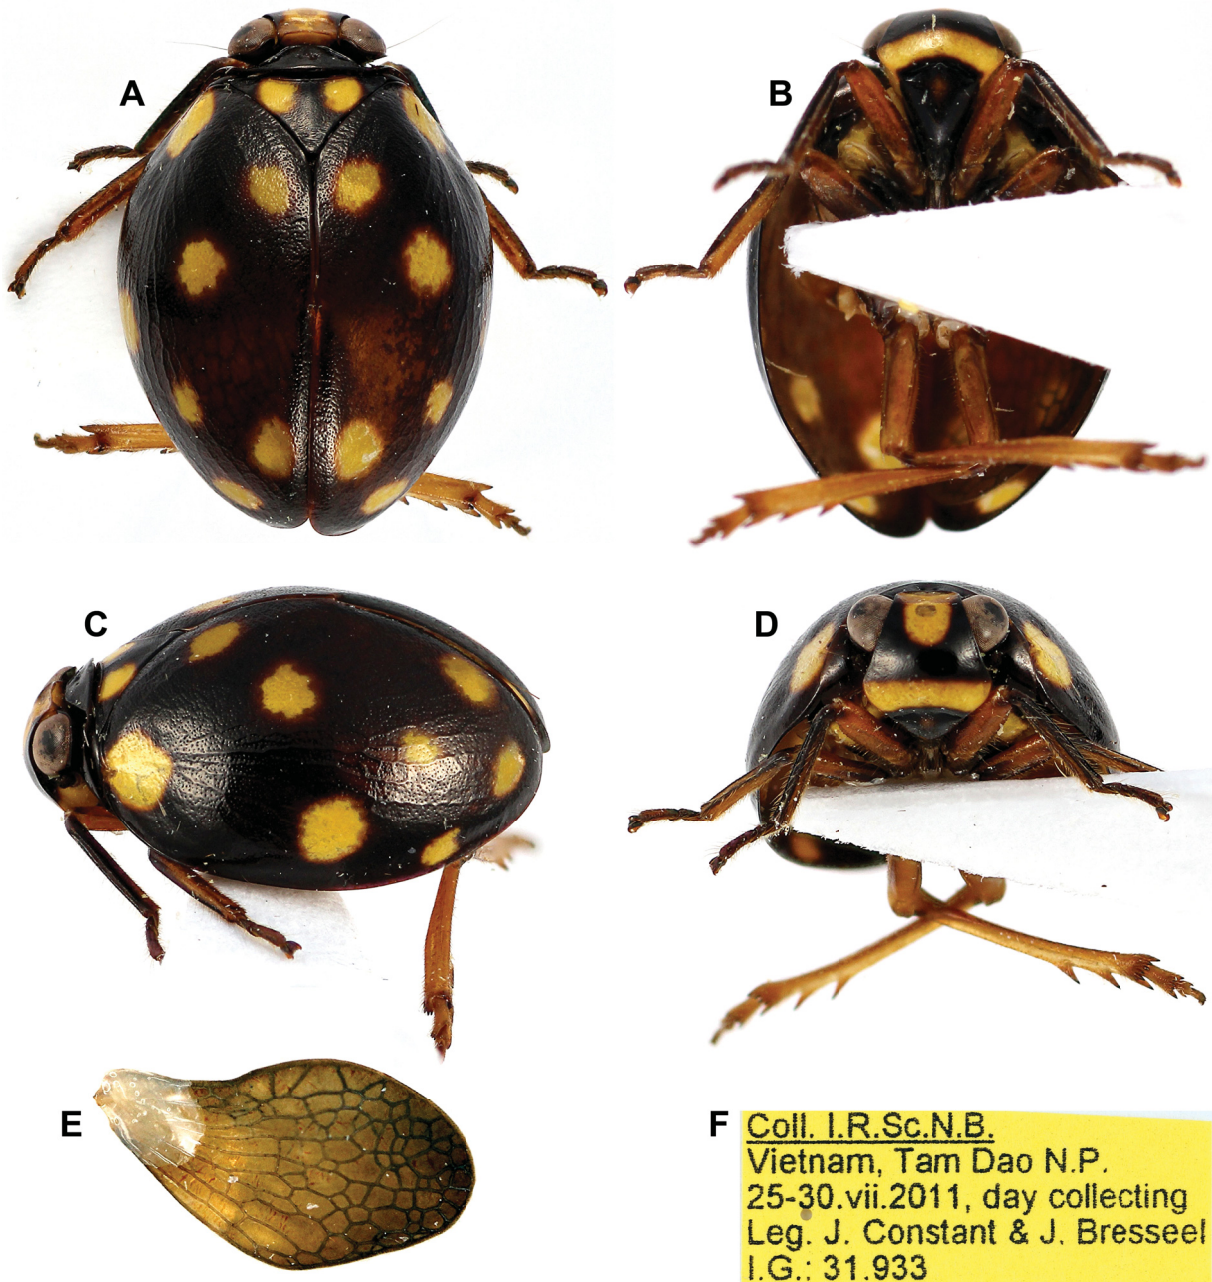 A
B
C
D
E
F
Coll. I.R.Sc.N.B.
Vietnam, Tam Dao N.P.
25-30.vii.2011, day collecting
Leg. J. Constant & J. Bresseel
I.G.: 31.933